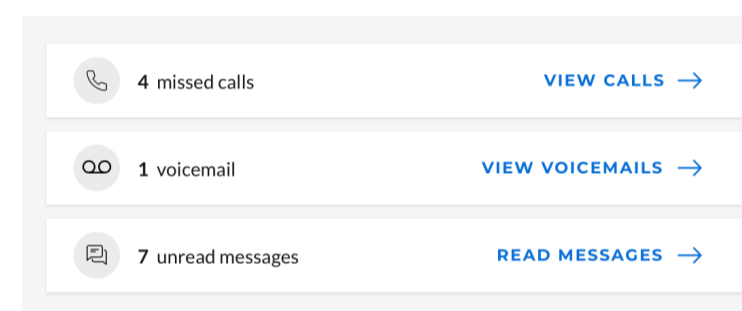 4 missed calls VIEW CALLS →
1 voicemail VIEW VOICEMAILS →
7 unread messages READ MESSAGES →